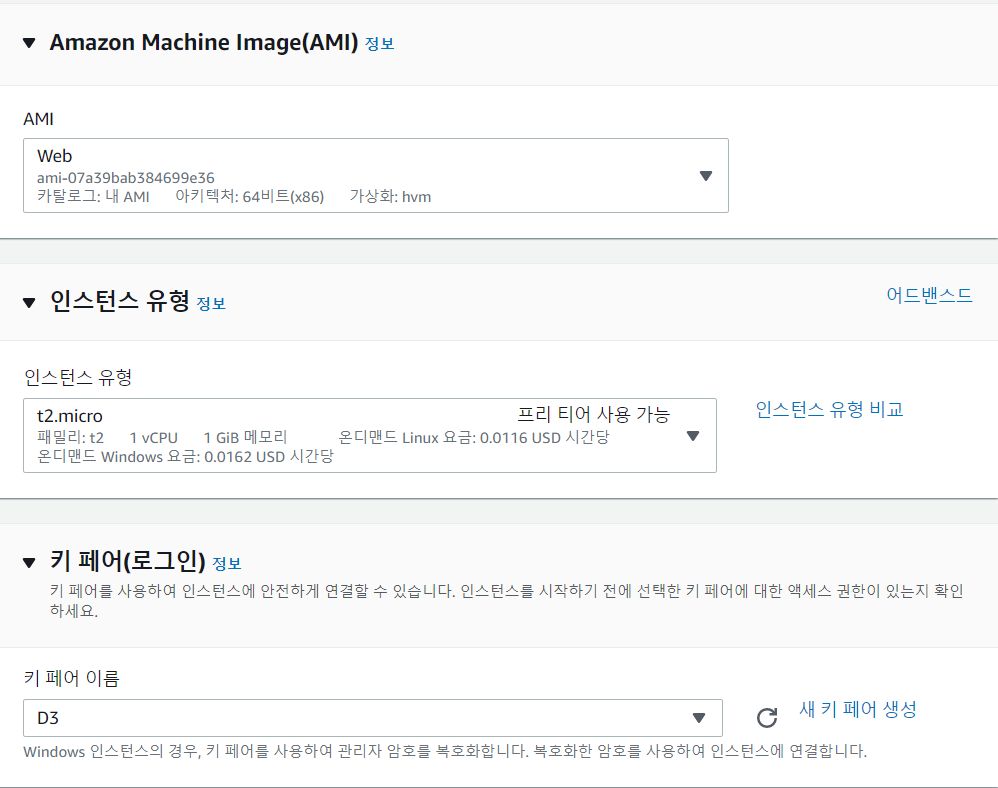 Amazon Machine Image(AMI) 정보
AMI
Web
ami-07a39bab384699e36
카탈로그: 내 AMI 아키텍처: 64비트(x86) 가상화: hvm
인스턴스 유형 정보
어드밴스드
인스턴스 유형
t2.micro 프리 티어 사용 가능
패밀리: t2 1 vCPU 1 GiB 메모리 온디맨드 Linux 요금: 0.0116 USD 시간당
온디맨드 Windows 요금: 0.0162 USD 시간당
인스턴스 유형 비교
키 페어(로그인) 정보
키 페어를 사용하여 인스턴스에 안전하게 연결할 수 있습니다. 인스턴스를 시작하기 전에 선택한 키 페어에 대한 액세스 권한이 있는지 확인
하세요.
키 페어 이름
D3
새 키 페어 생성
Windows 인스턴스의 경우, 키 페어를 사용하여 관리자 암호를 복호화합니다. 복호화한 암호를 사용하여 인스턴스에 연결합니다.